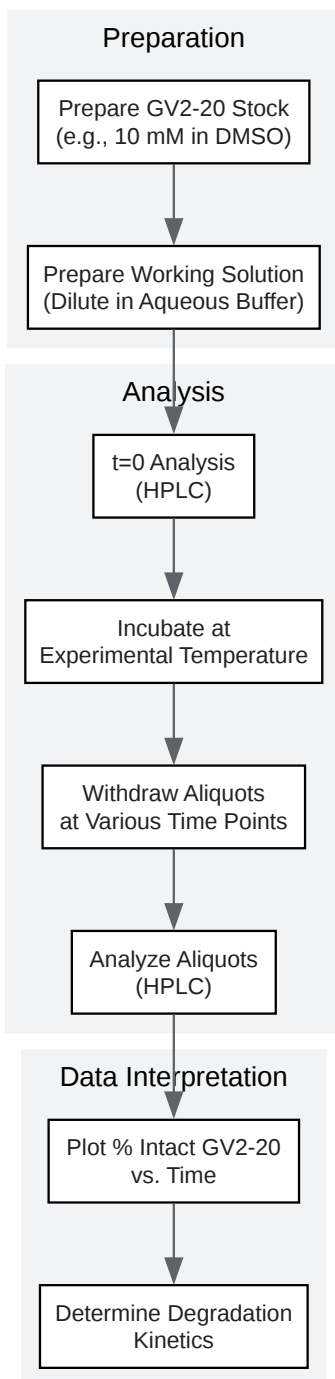 Preparation
Prepare GV2-20 Stock
(e.g., 10 mM in DMSO)
Prepare Working Solution
(Dilute in Aqueous Buffer)
Analysis
t=0 Analysis
(HPLC)
Incubate at
Experimental Temperature
Withdraw Aliquots
at Various Time Points
Analyze Aliquots
(HPLC)
Data Interpretation
Plot % Intact GV2-20
vs. Time
Determine Degradation
Kinetics